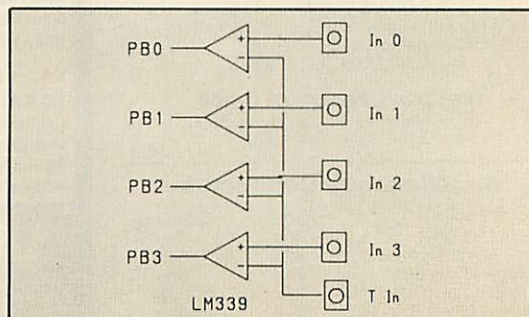 PB0 + - In 0
PB1 + - In 1
PB2 + - In 2
PB3 + - In 3
LM339 T In